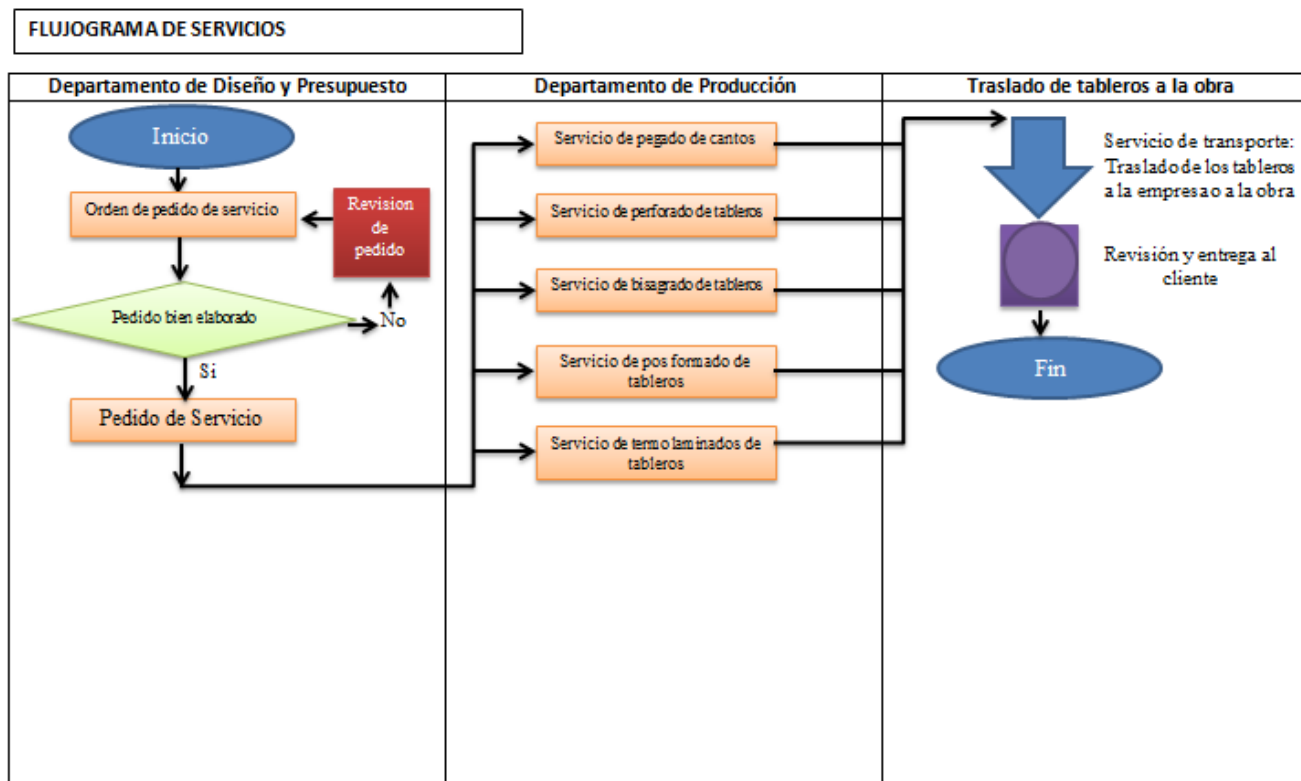 FLUJOGRAMA DE SERVICIOS
Departamento de Diseño y Presupuesto
Departamento de Producción
Traslado de tableros a la obra
Inicio
Orden de pedido de servicio
Revision
de
pedido
Pedido bien elaborado
No
Si
Pedido de Servicio
Servicio de pegado de cantos
Servicio de perforado de tableros
Servicio de bisagrado de tableros
Servicio de pos formado de
tableros
Servicio de termo laminados de
tableros
Servicio de transporte:
Traslado de los tableros
a la empresa o a la obra
Revisión y entrega al
cliente
Fin